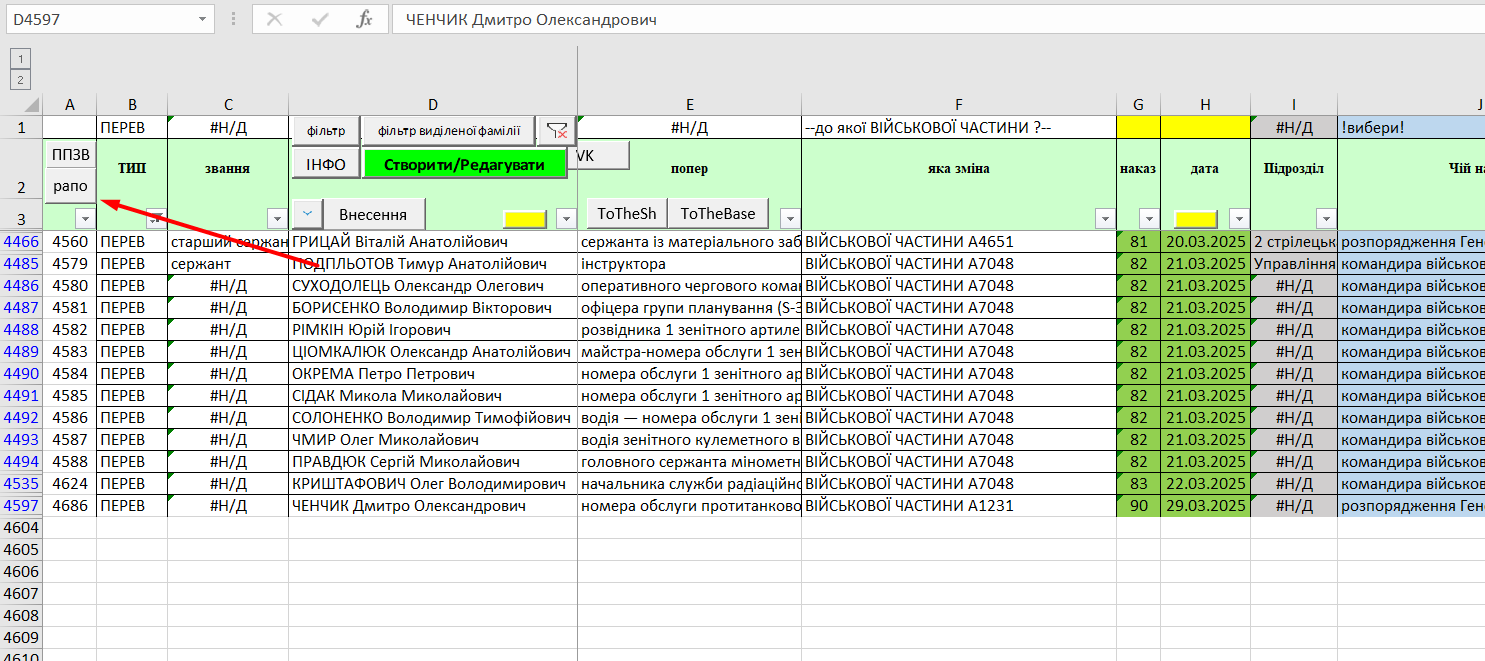 D4597 fx ЧЕНЧИК Дмитро Олександрович
1
2
A B C D E F G H I J
1 ПЕРЕВ #Н/Д фільтр фільтр виділеної фамілії #Н/Д --до якої ВІЙСЬКОВОЇ ЧАСТИНИ ?-- #Н/Д !вибери!
ППЗВ ІНФО Створити/Редагувати VK
2 рапо ТИП звання попер яка зміна наказ дата Підрозділ Чій на
3 Внесення ToTheSh ToTheBase
4466 4560 ПЕРЕВ старший сержан ГРИЦАЙ Віталій Анатолійович сержанта із матеріального заб ВІЙСЬКОВОЇ ЧАСТИНИ А4651 81 20.03.2025 2 стрілецьк розпорядження Ген
4485 4579 ПЕРЕВ сержант ПОДПЛЬОТОВ Тимур Анатолійович інструктора ВІЙСЬКОВОЇ ЧАСТИНИ А7048 82 21.03.2025 Управління командира військов
4486 4580 ПЕРЕВ #Н/Д СУХОДОЛЕЦЬ Олександр Олегович оперативного чергового кома ВІЙСЬКОВОЇ ЧАСТИНИ А7048 82 21.03.2025 #Н/Д командира військов
4487 4581 ПЕРЕВ #Н/Д БОРИСЕНКО Володимир Вікторович офіцера групи планування (S-3 ВІЙСЬКОВОЇ ЧАСТИНИ А7048 82 21.03.2025 #Н/Д командира військов
4488 4582 ПЕРЕВ #Н/Д РІМКІН Юрій Ігорович розвідника 1 зенітного артиле ВІЙСЬКОВОЇ ЧАСТИНИ А7048 82 21.03.2025 #Н/Д командира військов
4489 4583 ПЕРЕВ #Н/Д ЦІОМКАЛЮК Олександр Анатолійович майстра-номера обслуги 1 зен ВІЙСЬКОВОЇ ЧАСТИНИ А7048 82 21.03.2025 #Н/Д командира військов
4490 4584 ПЕРЕВ #Н/Д ОКРЕМА Петро Петрович номера обслуги 1 зенітного ар ВІЙСЬКОВОЇ ЧАСТИНИ А7048 82 21.03.2025 #Н/Д командира військов
4491 4585 ПЕРЕВ #Н/Д СІДАК Микола Миколайович номера обслуги 1 зенітного ар ВІЙСЬКОВОЇ ЧАСТИНИ А7048 82 21.03.2025 #Н/Д командира військов
4492 4586 ПЕРЕВ #Н/Д СОЛОНЕНКО Володимир Тимофійович водія — номера обслуги 1 зені ВІЙСЬКОВОЇ ЧАСТИНИ А7048 82 21.03.2025 #Н/Д командира військов
4493 4587 ПЕРЕВ #Н/Д ЧМИР Олег Миколайович водія зенітного кулеметного в ВІЙСЬКОВОЇ ЧАСТИНИ А7048 82 21.03.2025 #Н/Д командира військов
4494 4588 ПЕРЕВ #Н/Д ПРАВДЮК Сергій Миколайович головного сержанта мінометн ВІЙСЬКОВОЇ ЧАСТИНИ А7048 82 21.03.2025 #Н/Д командира військов
4535 4624 ПЕРЕВ #Н/Д КРИШТАФОВИЧ Олег Володимирович начальника служби радіаційно ВІЙСЬКОВОЇ ЧАСТИНИ А7048 83 22.03.2025 #Н/Д командира військов
4597 4686 ПЕРЕВ #Н/Д ЧЕНЧИК Дмитро Олександрович номера обслуги протитанково ВІЙСЬКОВОЇ ЧАСТИНИ А1231 90 29.03.2025 #Н/Д розпорядження Ген
4604
4605
4606
4607
4608
4609
4610